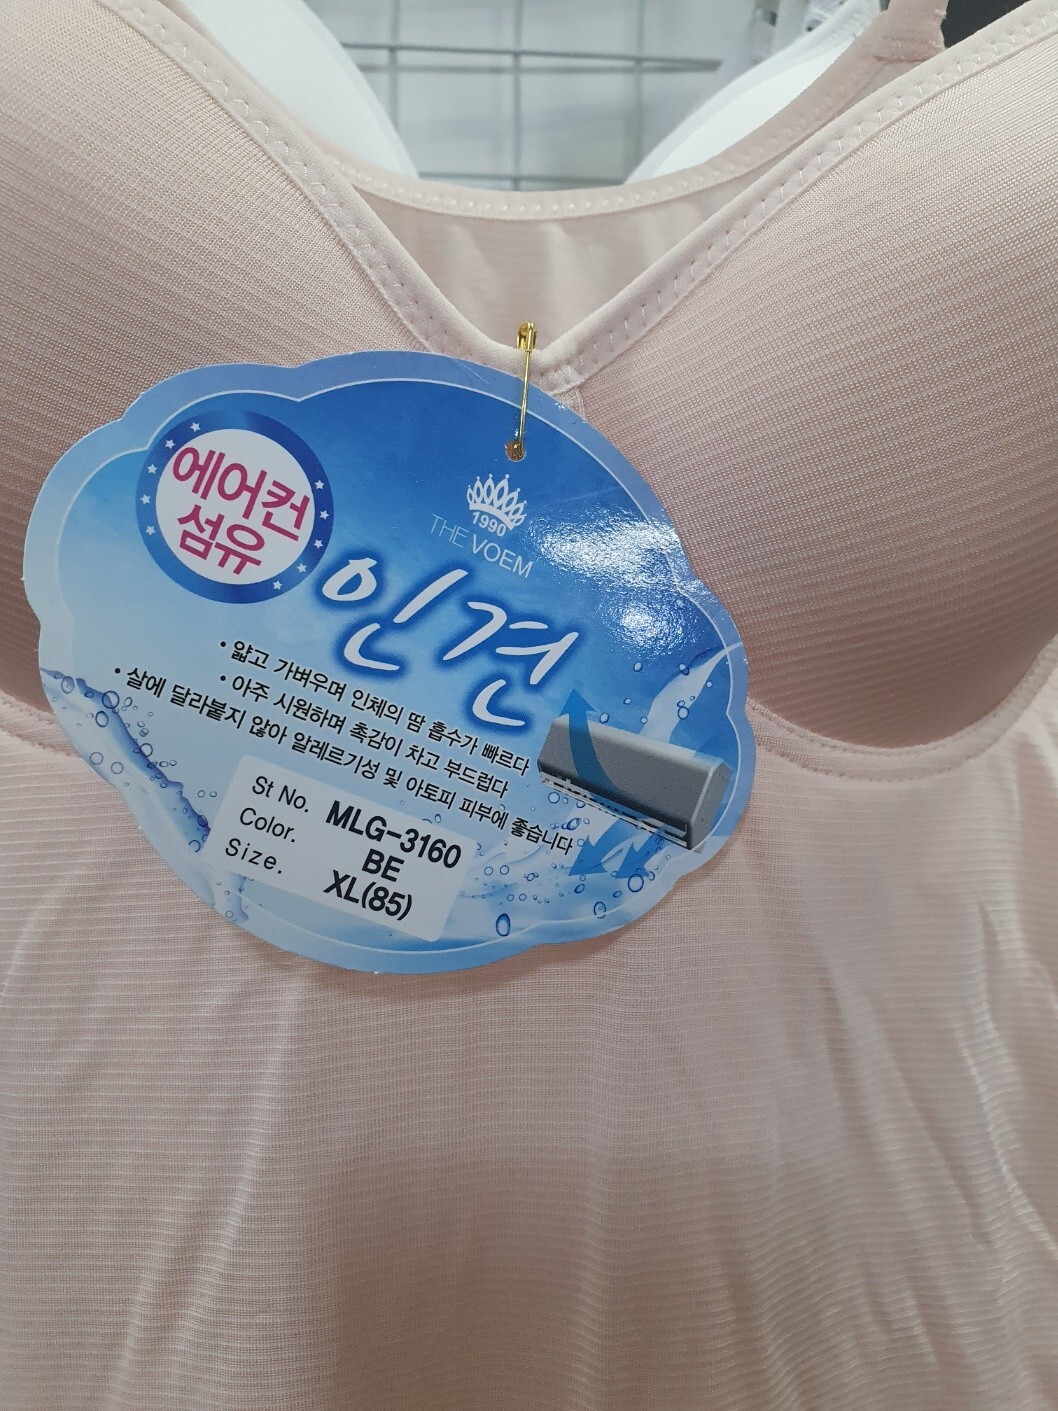 에어컨
섬유
1990
THE VOEM
인견
• 얇고 가벼우며 인체의 땀 흡수가 빠르다
• 아주 시원하며 촉감이 차고 부드럽다
• 살에 달라붙지 않아 알레르기성 및 아토피 피부에 좋습니다
St No. MLG-3160
Color. BE
Size. XL(85)